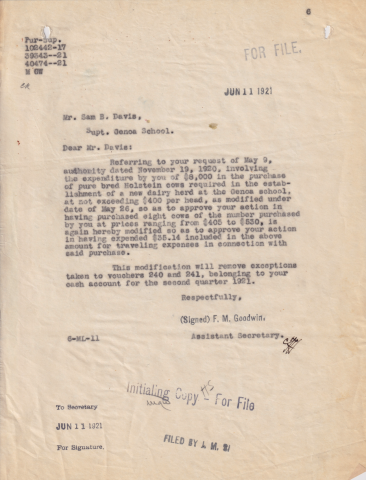 6
Pur-Sup.
102442-17
39843--21
40474--21
FOR FILE.
JUN 11 1921
Mr. Sam B. Davis,
Supt. Genoa School.
Dear Mr. Davis:
Referring to your request of May 9,
authority dated November 19, 1920, involving
the expenditure by you of $8,000 in the purchase
of pure bred Holstein cows required in the estab-
lishment of a new dairy herd at the Genoa school,
at not exceeding $400 per head, as modified under
date of May 26, so as to approve your action in
having purchased eight cows of the number purchased
by you at prices ranging from $405 to $530, is
again hereby modified so as to approve your action
in having expended $35.14 included in the above
amount for traveling expenses in connection with
said purchase.
This modification will remove exceptions
taken to vouchers 240 and 241, belonging to your
cash account for the second quarter 1921.
Respectfully,
(Signed) F. M. Goodwin.
6-ML-11
Assistant Secretary.
Initialing Copy
For File
To Secretary
JUN 11 1921
For Signature.
FILED BY